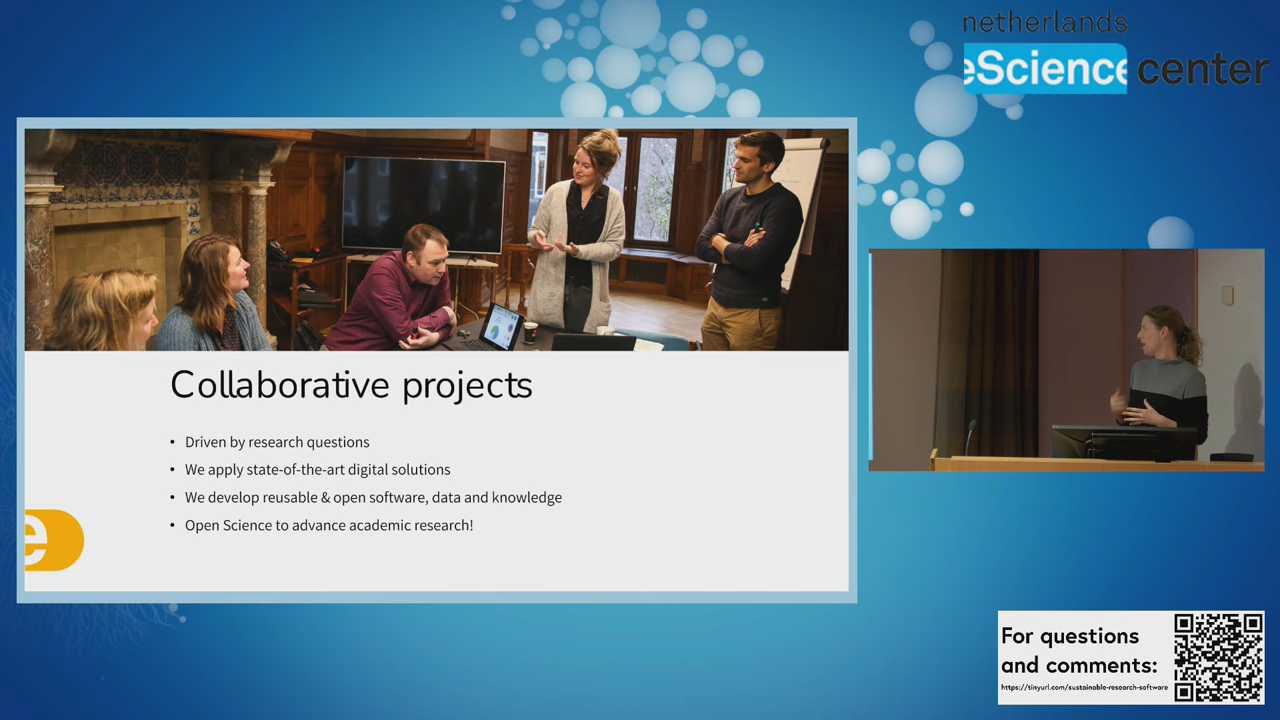 netherlands
eScience center
Collaborative projects
• Driven by research questions
• We apply state-of-the-art digital solutions
• We develop reusable & open software, data and knowledge
• Open Science to advance academic research!
e
For questions
and comments:
https://tinyurl.com/sustainable-research-software